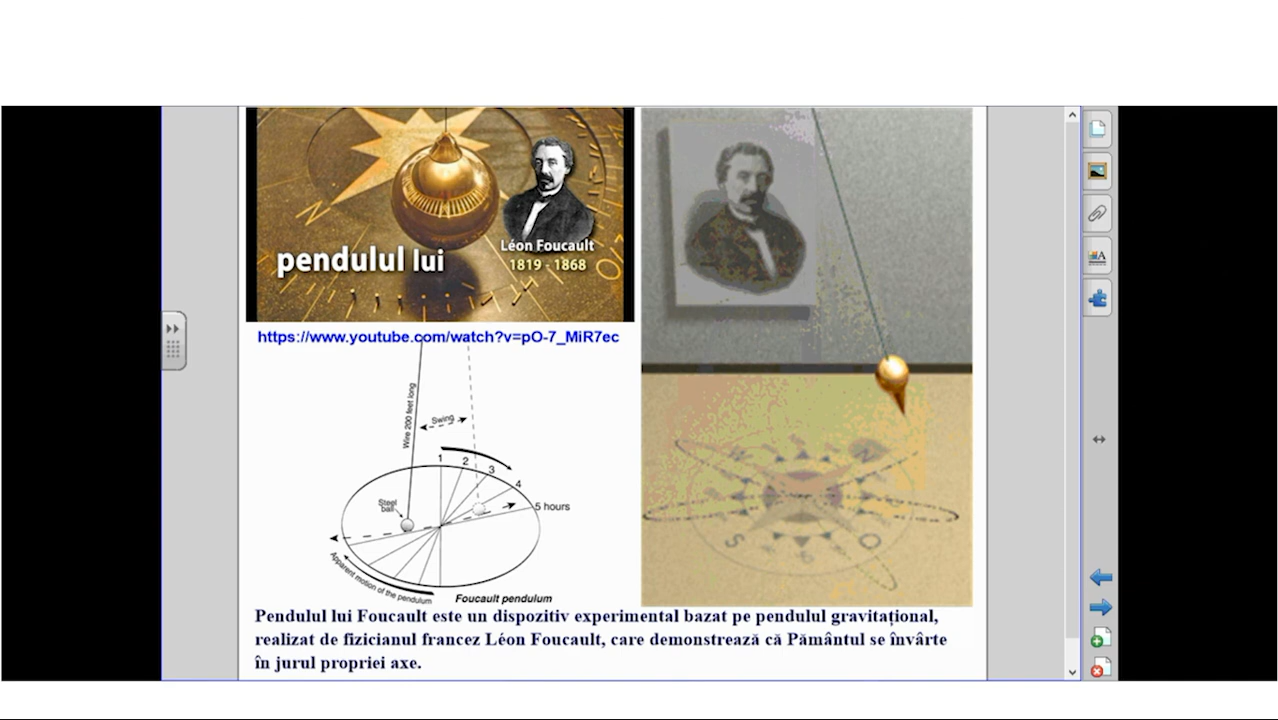 N
Léon Foucault
pendulul lui
1819 - 1868
https://www.youtube.com/watch?v=pO-7_MiR7ec
Wire 200 feet long
Swing
1
2
3
4
Steel
ball
5 hours
Apparent motion of the pendulum
Foucault pendulum
S
O
Pendulul lui Foucault este un dispozitiv experimental bazat pe pendulul gravitațional,
realizat de fizicianul francez Léon Foucault, care demonstrează că Pământul se învârte
în jurul propriei axe.